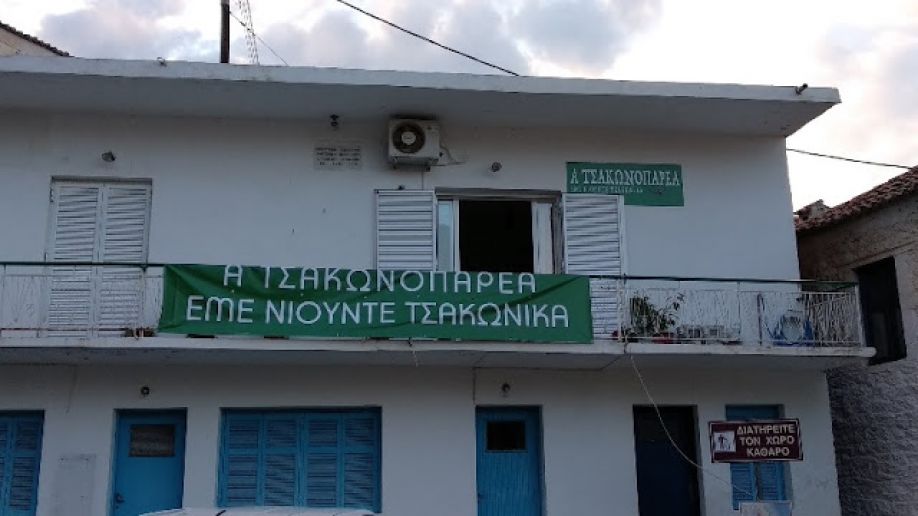 Α ΤΣΑΚΩΝΟΠΑΡΕΑ
Α ΤΣΑΚΩΝΟΠΑΡΕΑ
ΕΜΕ ΝΙΟΥΝΤΕ ΤΣΑΚΩΝΙΚΑ
ΔΙΑΤΗΡΕΙΤΕ
ΤΟΝ ΧΩΡΟ
ΚΑΘΑΡΟ